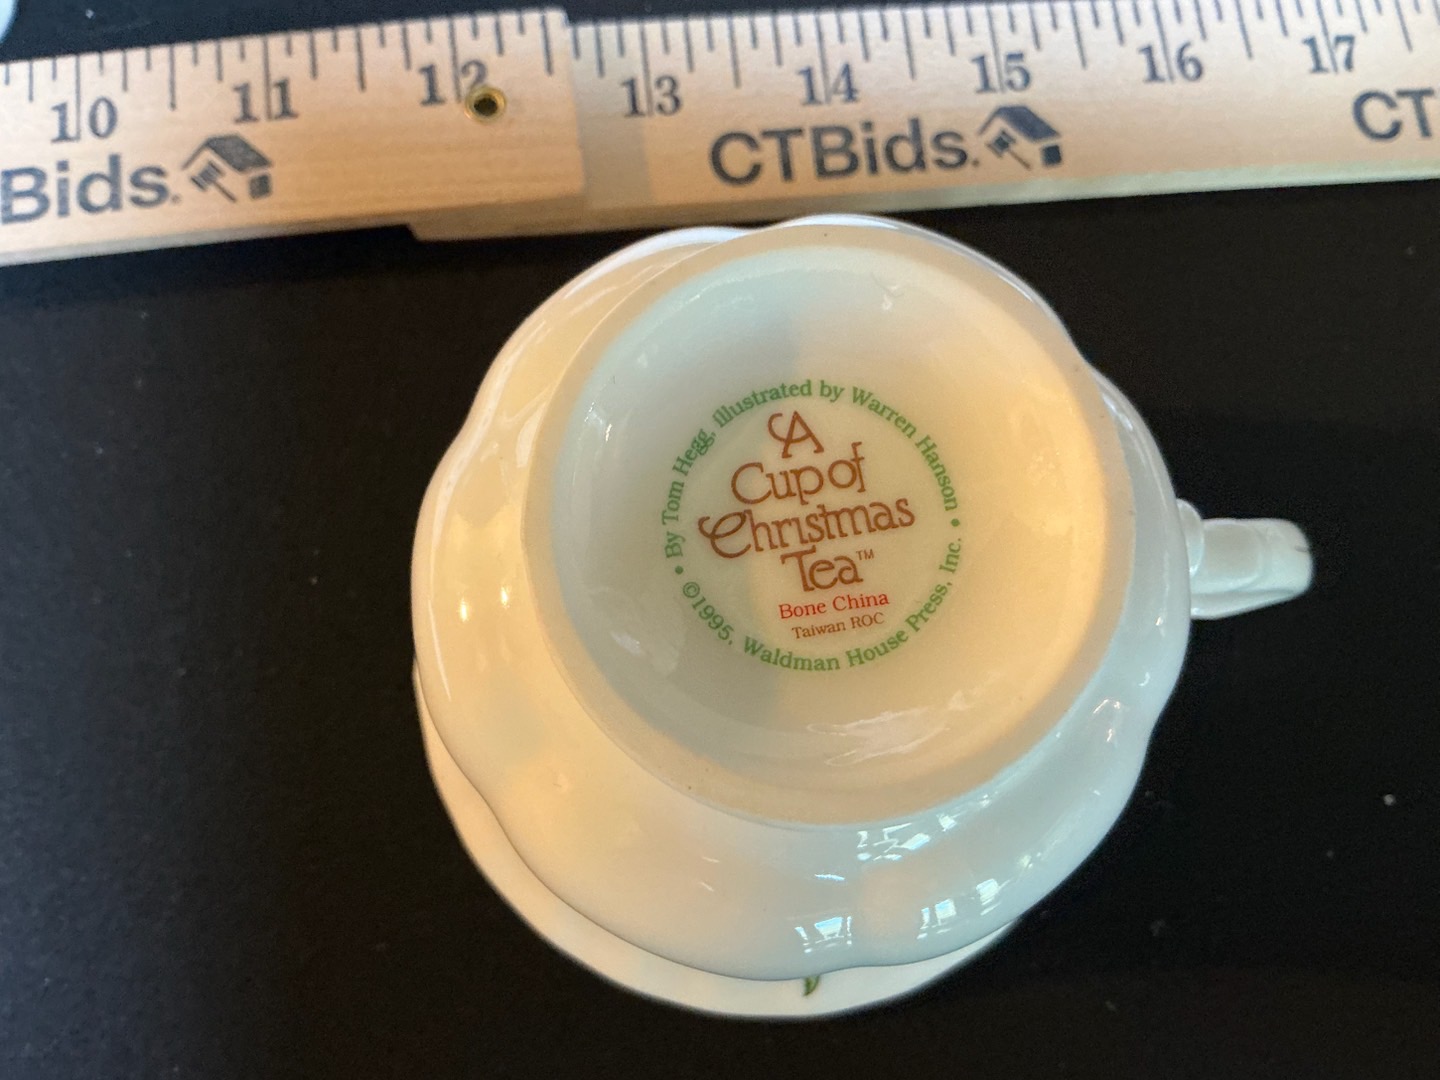 10 11 12 13 14 15 16 17
Bids. CTBids. CT
• By Tom Hegg, Illustrated by Warren Hanson •
A
Cup of
Christmas
Tea™
Bone China
Taiwan ROC
©1995, Waldman House Press, Inc.